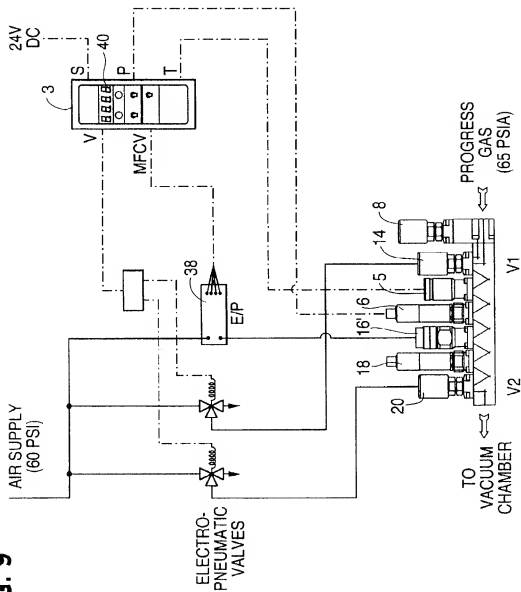 24V
DC
S
P
T
3
40
V
MFCV
8888
AIR SUPPLY
(60 PSI)
38
E/P
ELECTRO-
PNEUMATIC
VALVES
PROGRESS
GAS
(65 PSIA)
8
14
5
6
16'
18
20
V1
V2
TO
VACUUM
CHAMBER